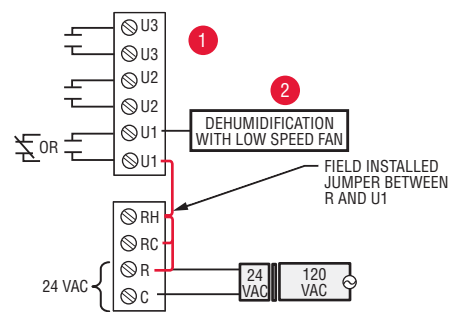 U3
1
U3
U2
2
U2
DEHUMIDIFICATION
WITH LOW SPEED FAN
U1
OR
U1
FIELD INSTALLED
JUMPER BETWEEN
R AND U1
RH
RC
R
24 VAC
C
24
VAC
120
VAC